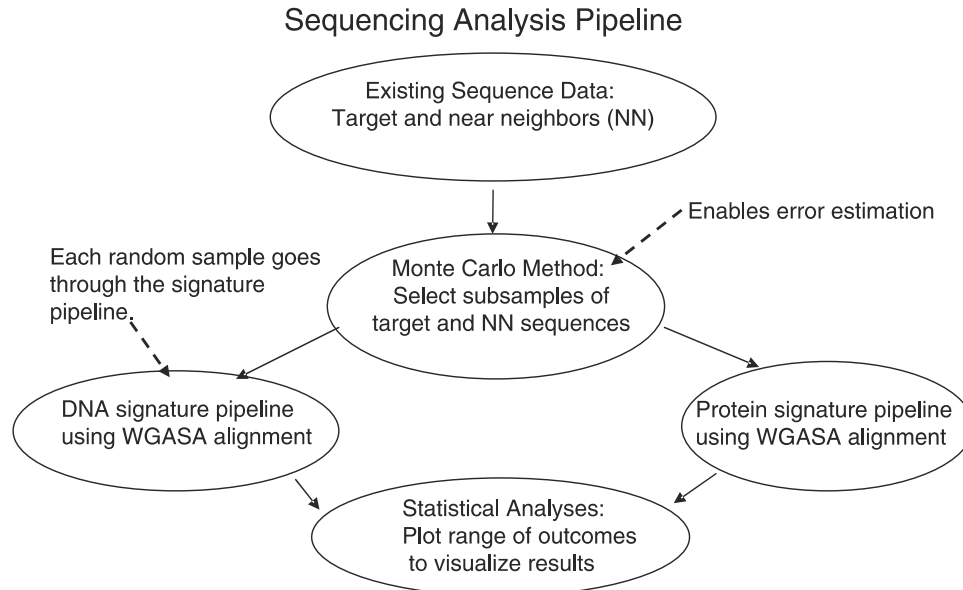 Sequencing Analysis Pipeline
Existing Sequence Data:
Target and near neighbors (NN)
Enables error estimation
Each random sample goes
through the signature
pipeline.
Monte Carlo Method:
Select subsamples of
target and NN sequences
DNA signature pipeline
using WGASA alignment
Protein signature pipeline
using WGASA alignment
Statistical Analyses:
Plot range of outcomes
to visualize results